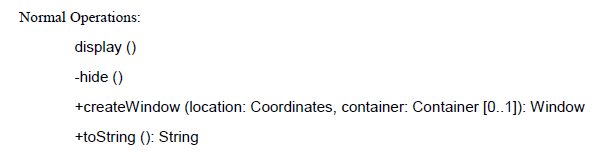 Normal Operations:
display ()
-hide ()
+createWindow (location: Coordinates, container: Container [0..1]): Window
+toString (): String